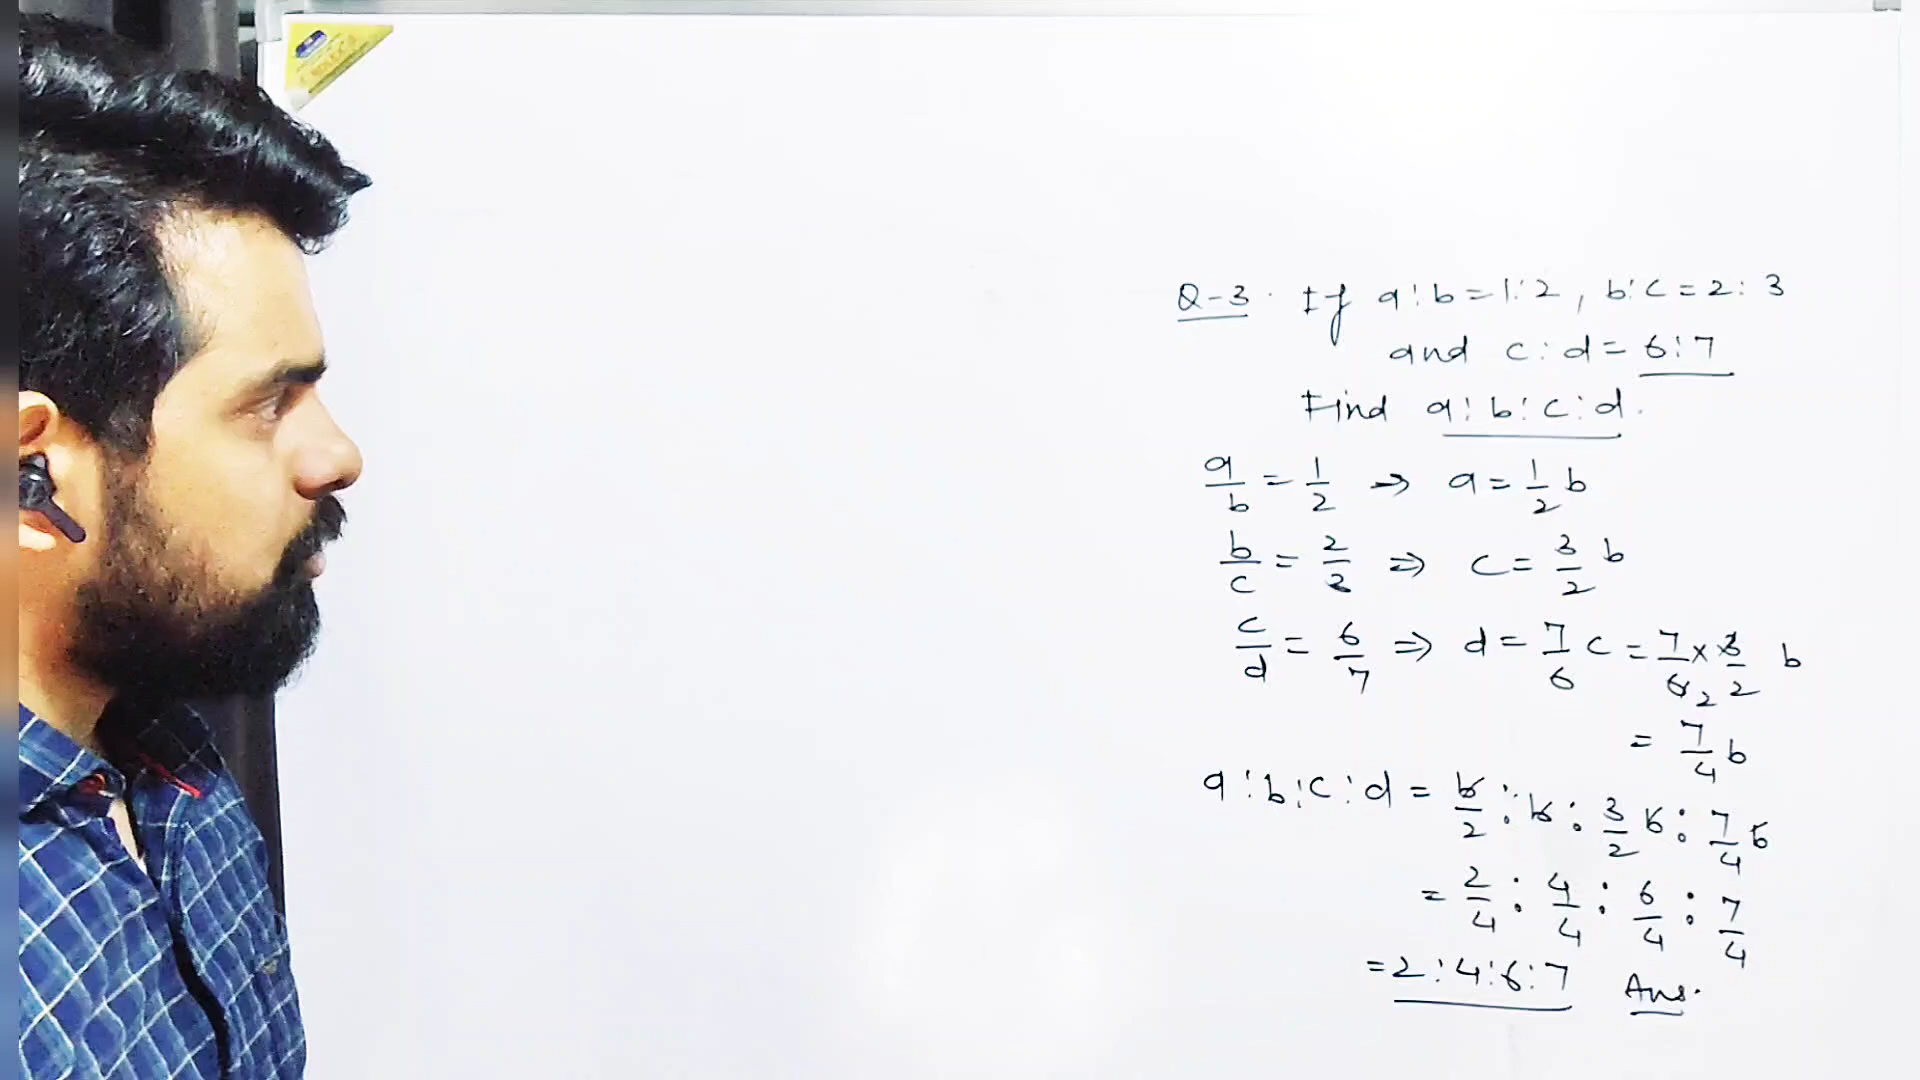 Q-3. If a:b=1:2, b:c=2:3
and c:d=6:7
Find a:b:c:d.
a/b = 1/2 → a = 1/2 b
b/c = 2/3 ⇒ c = 3/2 b
c/d = 6/7 ⇒ d = 7/6 c = 7/6 2 × 3/2 b
= 7/4 b
a:b:c:d = b/2 : b : 3/2 b : 7/4 b
= 2/4 : 4/4 : 6/4 : 7/4
= 2:4:6:7 Ans.